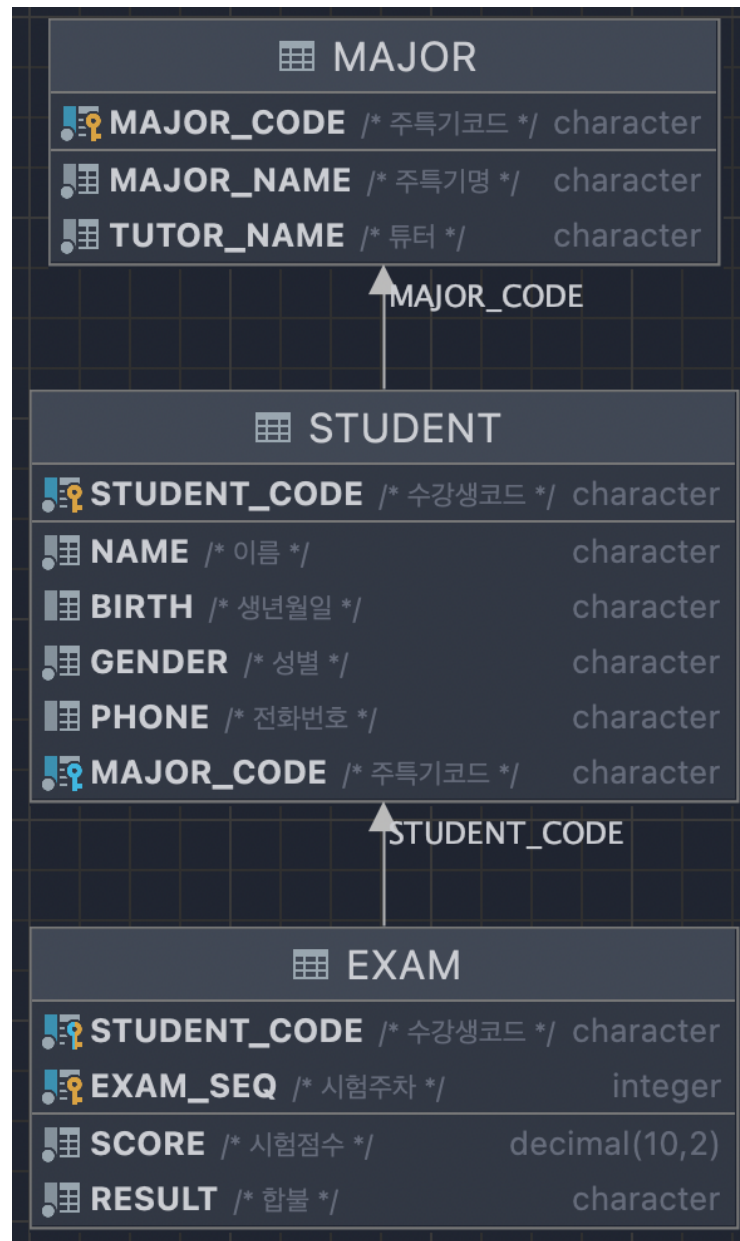 MAJOR
MAJOR_CODE /* 주특기코드 */ character
MAJOR_NAME /* 주특기명 */ character
TUTOR_NAME /* 튜터 */ character
MAJOR_CODE
STUDENT
STUDENT_CODE /* 수강생코드 */ character
NAME /* 이름 */ character
BIRTH /* 생년월일 */ character
GENDER /* 성별 */ character
PHONE /* 전화번호 */ character
MAJOR_CODE /* 주특기코드 */ character
STUDENT_CODE
EXAM
STUDENT_CODE /* 수강생코드 */ character
EXAM_SEQ /* 시험주차 */ integer
SCORE /* 시험점수 */ decimal(10,2)
RESULT /* 합불 */ character